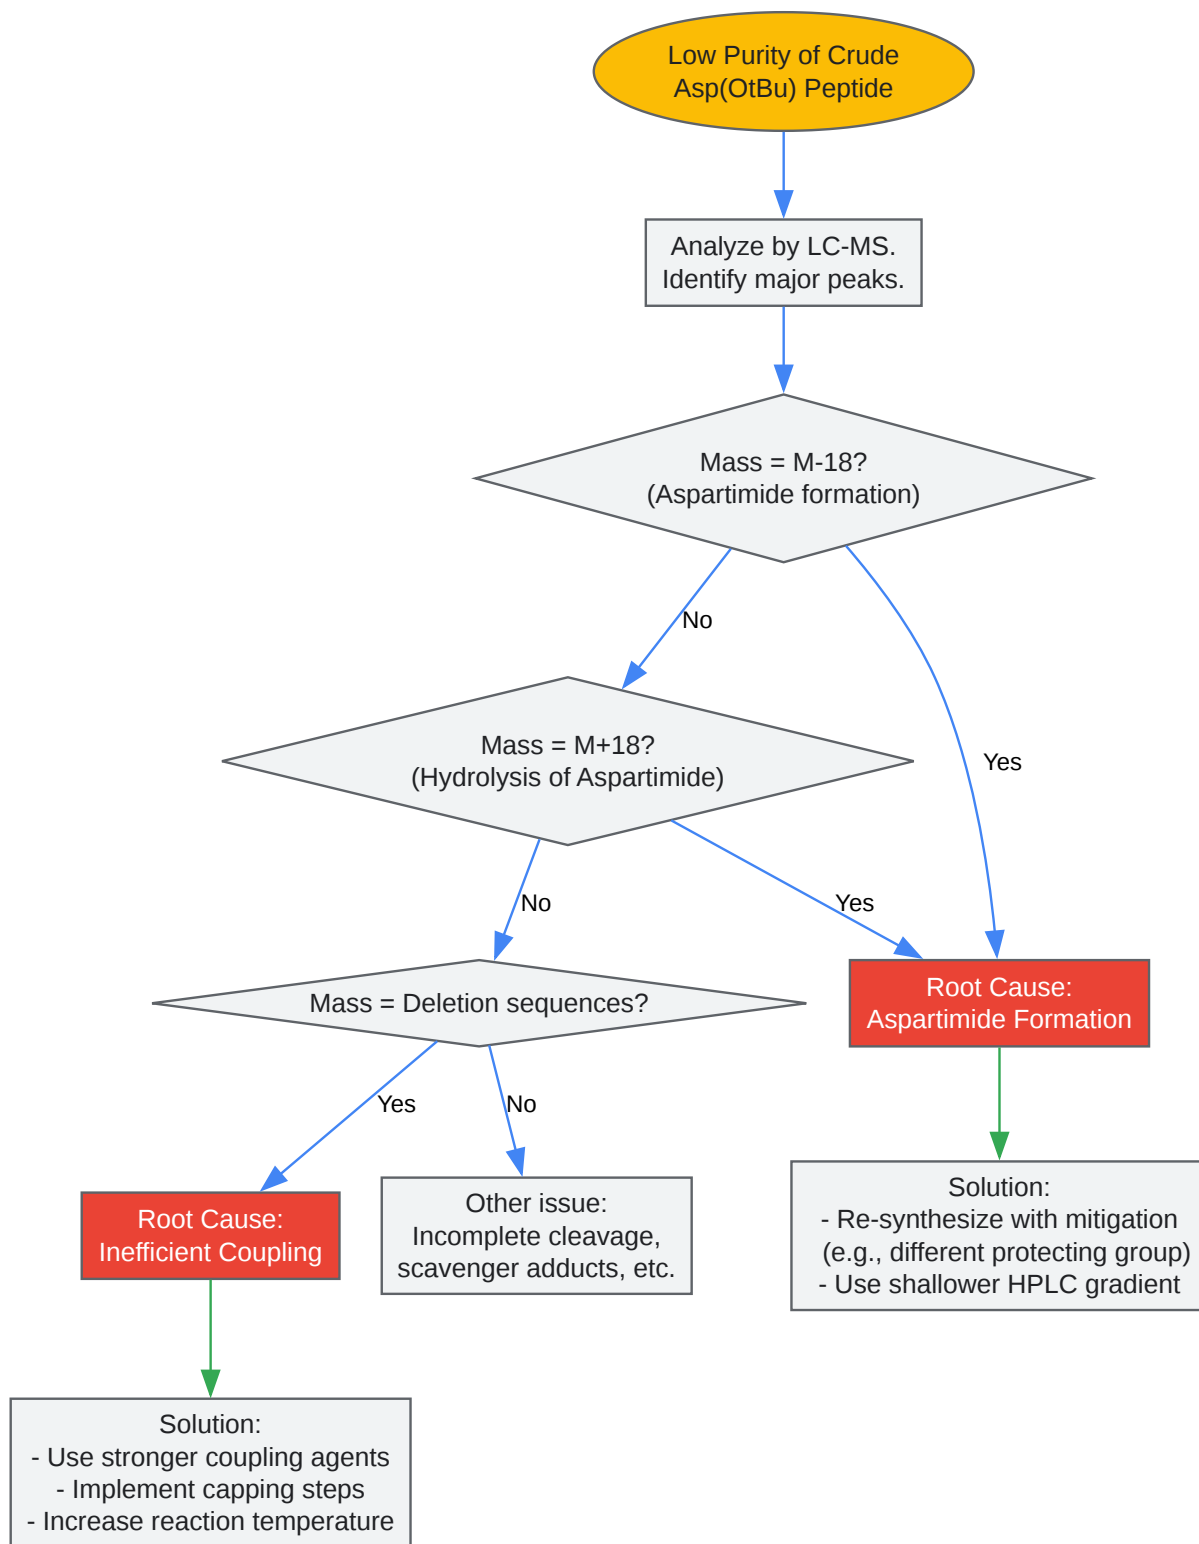 Low Purity of Crude
Asp(OtBu) Peptide
Analyze by LC-MS.
Identify major peaks.
Mass = M-18?
(Aspartimide formation)
No
Yes
Mass = M+18?
(Hydrolysis of Aspartimide)
No
Yes
Mass = Deletion sequences?
Root Cause:
Aspartimide Formation
Yes
No
Root Cause:
Inefficient Coupling
Other issue:
Incomplete cleavage,
scavenger adducts, etc.
Solution:
- Re-synthesize with mitigation
(e.g., different protecting group)
- Use shallower HPLC gradient
Solution:
- Use stronger coupling agents
- Implement capping steps
- Increase reaction temperature